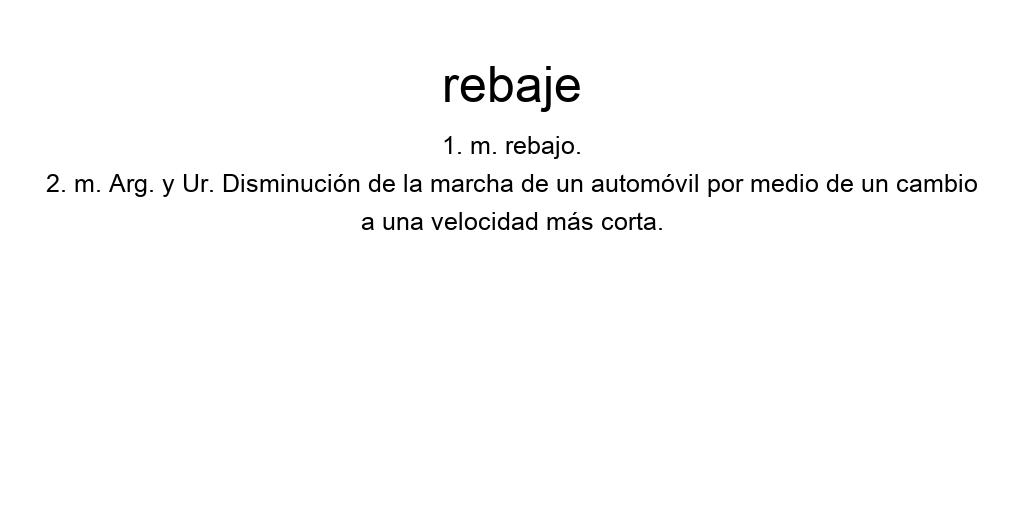 rebaje
1. m. rebajo.
2. m. Arg. y Ur. Disminución de la marcha de un automóvil por medio de un cambio
a una velocidad más corta.